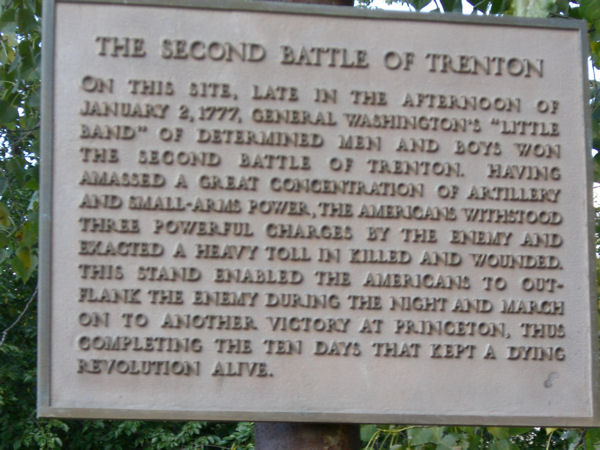 THE SECOND BATTLE OF TRENTON
ON THIS SITE, LATE IN THE AFTERNOON OF
JANUARY 2, 1777, GENERAL WASHINGTON'S "LITTLE
BAND" OF DETERMINED MEN AND BOYS WON
THE SECOND BATTLE OF TRENTON. HAVING
AMASSED A GREAT CONCENTRATION OF ARTILLERY
AND SMALL-ARMS POWER, THE AMERICANS WITHSTOOD
THREE POWERFUL CHARGES BY THE ENEMY AND
EXACTED A HEAVY TOLL IN KILLED AND WOUNDED.
THIS STAND ENABLED THE AMERICANS TO OUT-
FLANK THE ENEMY DURING THE NIGHT AND MARCH
ON TO ANOTHER VICTORY AT PRINCETON, THUS
COMPLETING THE TEN DAYS THAT KEPT A DYING
REVOLUTION ALIVE.